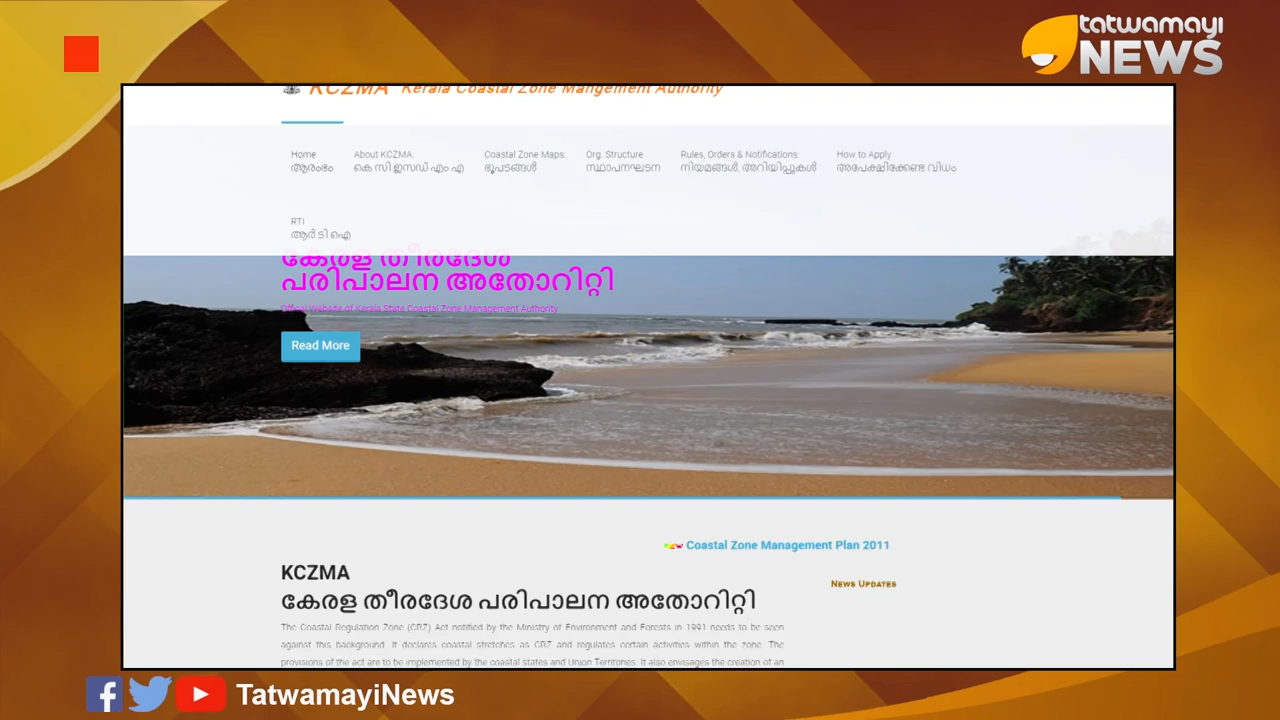 tatwamayi
NEWS
KCZMA - Kerala Coastal Zone Mangement Authority
Home
ആരംഭം
About KCZMA:
കെ സി ഇസഡ് എം എ
Coastal Zone Maps:
ഭൂപടങ്ങൾ
Org. Structure
സ്ഥാപനഘടന
Rules, Orders & Notifications:
നിയമങ്ങൾ, അറിയിപ്പുകൾ
How to Apply
അപേക്ഷിക്കേണ്ട വിധം
RTI
ആർ ടി ഐ
കേരള തീരദേശ
പരിപാലന അതോറിറ്റി
Offical Website of Kerala State Coastal Zone Management Authority
Read More
Coastal Zone Management Plan 2011
KCZMA
News Updates
കേരള തീരദേശ പരിപാലന അതോറിറ്റി
The Coastal Regulation Zone (CRZ) Act notified by the Ministry of Environment and Forests in 1991 needs to be seen
against this background. It declares coastal stretches as CRZ and regulates certain activities within the zone. The
provisions of the act are to be implemented by the coastal states and Union Territories. It also envisages the creation of an
TatwamayiNews